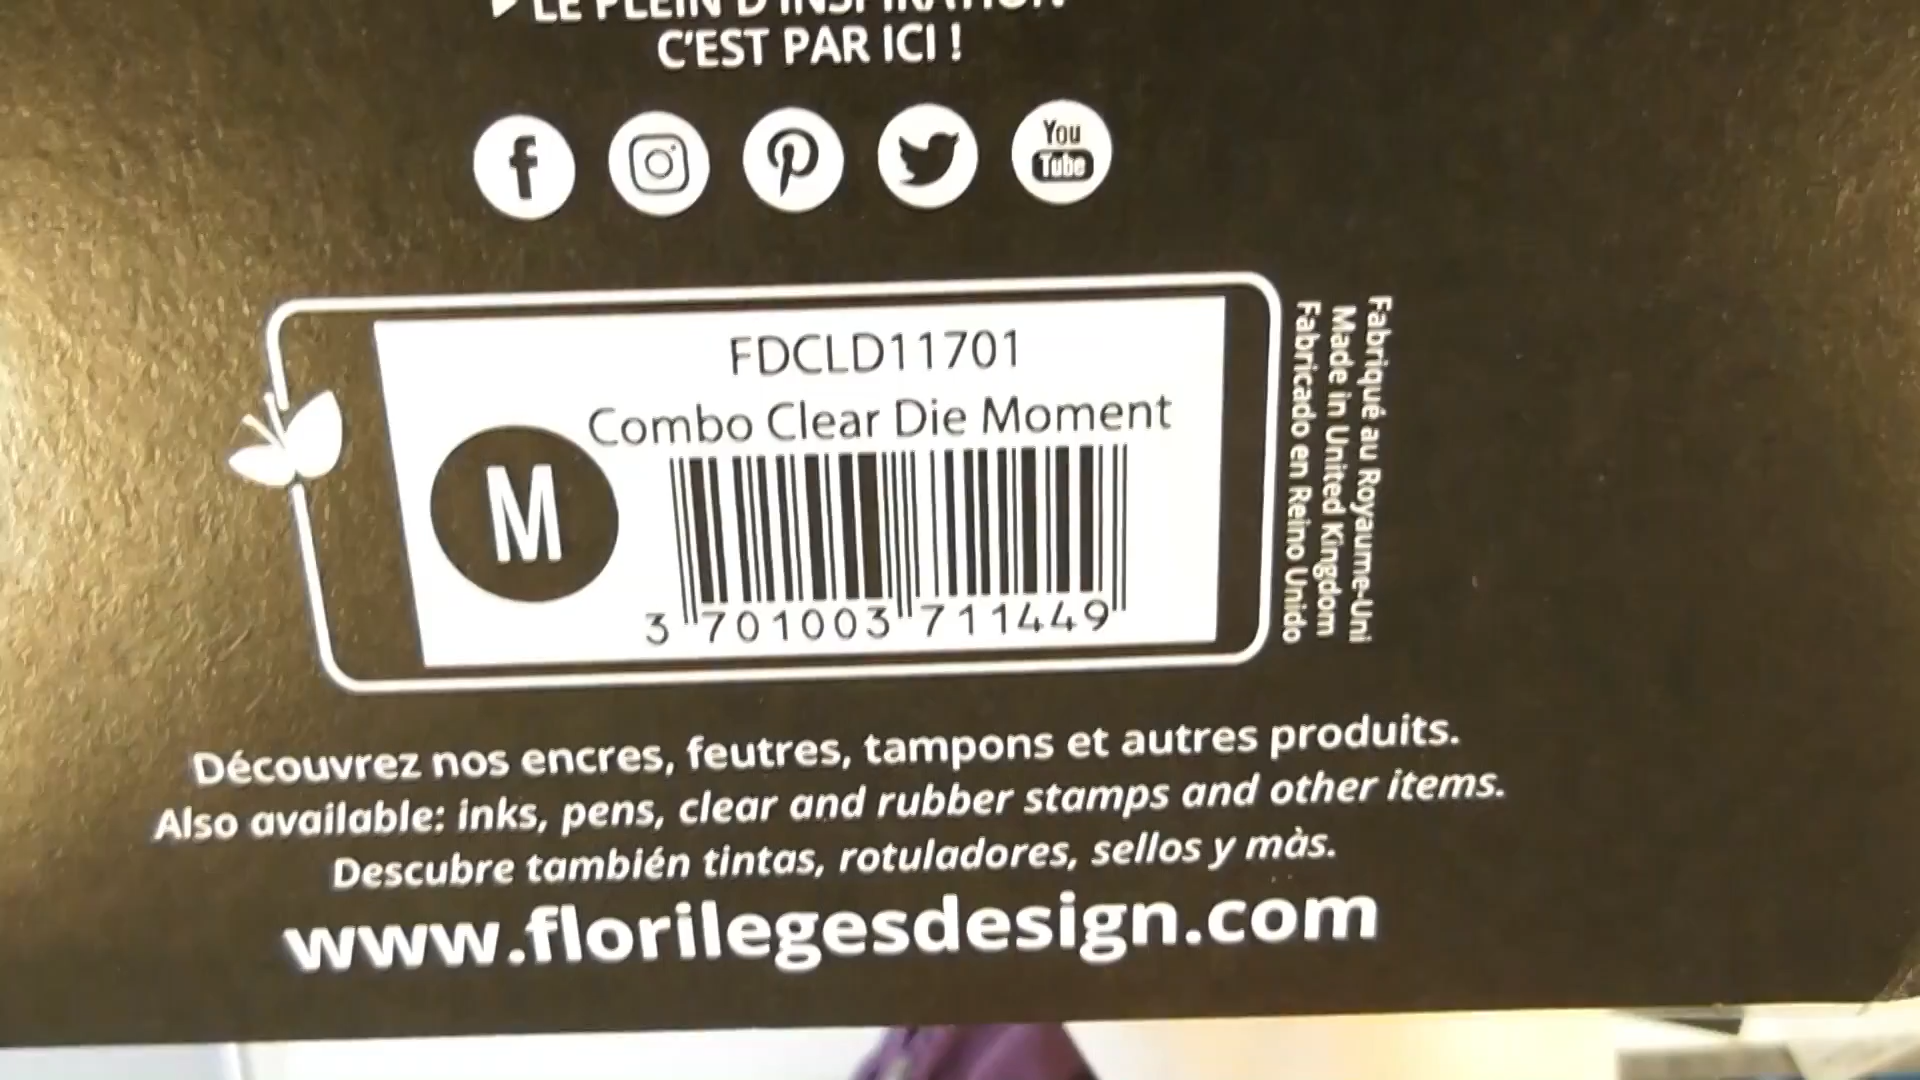 LE PLEIN D'INSPIRATION
C'EST PAR ICI !
f
You
Tube
FDCLD11701
Combo Clear Die Moment
M
3 701003 711449
Fabriqué au Royaume-Uni
Made in United Kingdom
Fabricado en Reino Unido
Découvrez nos encres, feutres, tampons et autres produits.
Also available: inks, pens, clear and rubber stamps and other items.
Descubre también tintas, rotuladores, sellos y màs.
www.florilegesdesign.com